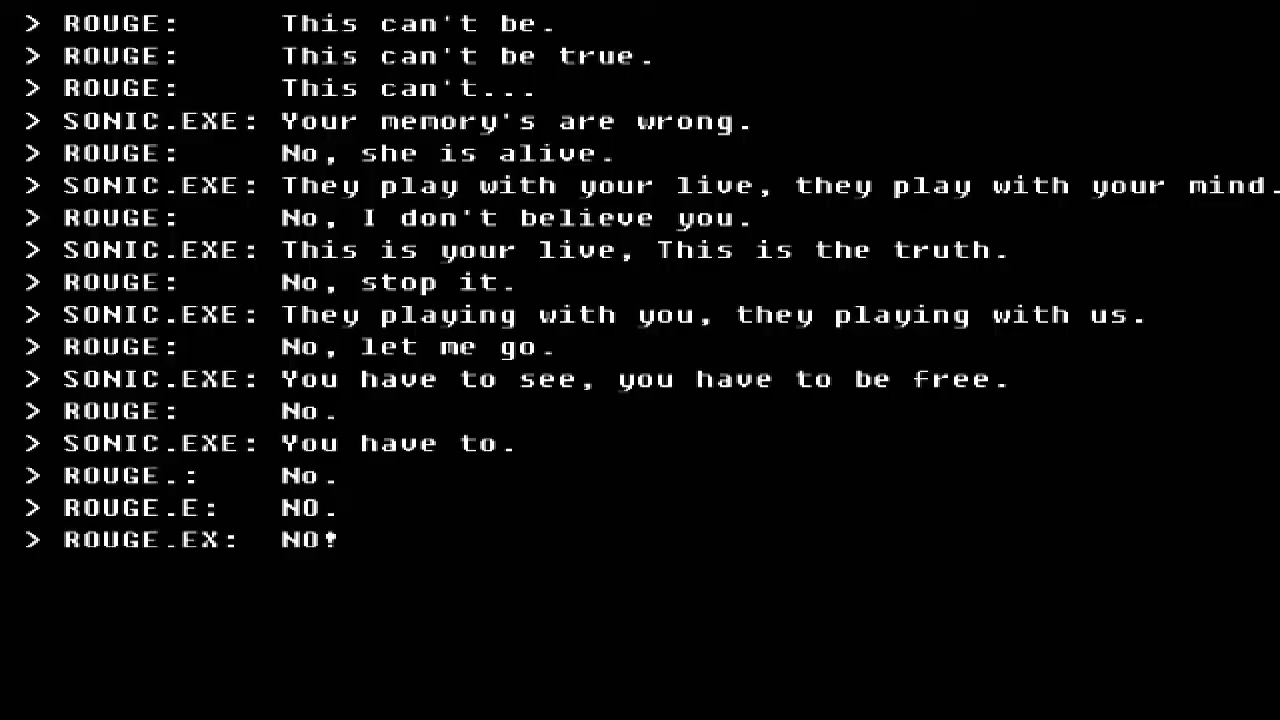 > ROUGE: This can't be.
> ROUGE: This can't be true.
> ROUGE: This can't...
> SONIC.EXE: Your memory's are wrong.
> ROUGE: No, she is alive.
> SONIC.EXE: They play with your live, they play with your mind.
> ROUGE: No, I don't believe you.
> SONIC.EXE: This is your live, This is the truth.
> ROUGE: No, stop it.
> SONIC.EXE: They playing with you, they playing with us.
> ROUGE: No, let me go.
> SONIC.EXE: You have to see, you have to be free.
> ROUGE: No.
> SONIC.EXE: You have to.
> ROUGE.: No.
> ROUGE.E: NO.
> ROUGE.EX: NO!